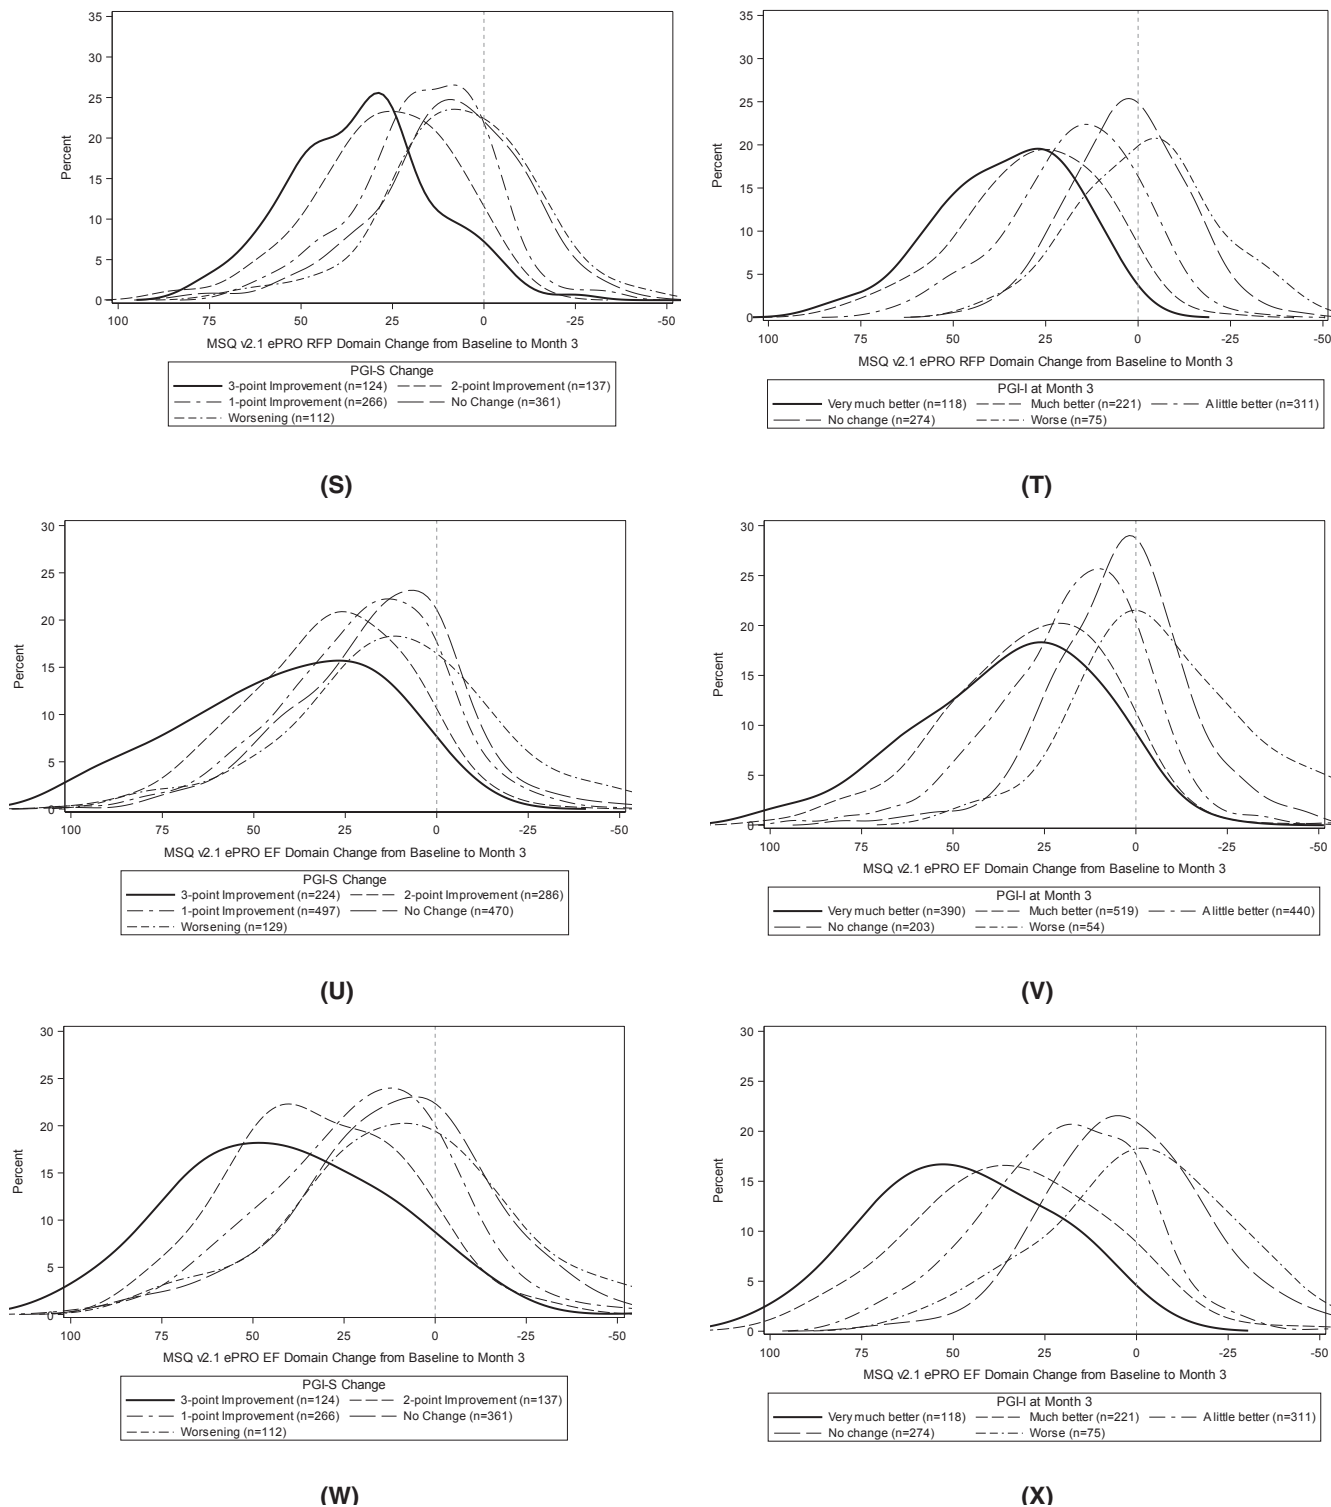 35
30
25
20
15
10
5
0
Percent
100 75 50 25 0 -25 -50
MSQ v2.1 ePRO RFP Domain Change from Baseline to Month 3
PGI-S Change
3-point Improvement (n=124) 2-point Improvement (n=137)
1-point Improvement (n=266) No Change (n=361)
Worsening (n=112)
(S)
35
30
25
20
15
10
5
0
Percent
100 75 50 25 0 -25 -50
MSQ v2.1 ePRO RFP Domain Change from Baseline to Month 3
PGI-I at Month 3
Very much better (n=118) Much better (n=221) A little better (n=311)
No change (n=274) Worse (n=75)
(T)
30
25
20
15
10
5
0
Percent
100 75 50 25 0 -25 -50
MSQ v2.1 ePRO EF Domain Change from Baseline to Month 3
PGI-S Change
3-point Improvement (n=224) 2-point Improvement (n=286)
1-point Improvement (n=497) No Change (n=470)
Worsening (n=129)
(U)
30
25
20
15
10
5
0
Percent
100 75 50 25 0 -25 -50
MSQ v2.1 ePRO EF Domain Change from Baseline to Month 3
PGI-I at Month 3
Very much better (n=390) Much better (n=519) A little better (n=440)
No change (n=203) Worse (n=54)
(V)
30
25
20
15
10
5
0
Percent
100 75 50 25 0 -25 -50
MSQ v2.1 ePRO EF Domain Change from Baseline to Month 3
PGI-S Change
3-point Improvement (n=124) 2-point Improvement (n=137)
1-point Improvement (n=266) No Change (n=361)
Worsening (n=112)
(W)
30
25
20
15
10
5
0
Percent
100 75 50 25 0 -25 -50
MSQ v2.1 ePRO EF Domain Change from Baseline to Month 3
PGI-I at Month 3
Very much better (n=118) Much better (n=221) A little better (n=311)
No change (n=274) Worse (n=75)
(X)